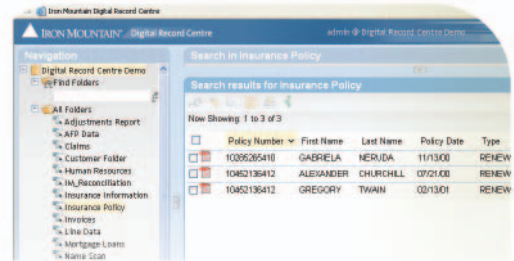 Iron Mountain Digital Record Centre
IRON MOUNTAIN Digital Record Centre
admin @ Digital Record Centre Demo
Navigation
Digital Record Centre Demo
Find Folders
All Folders
Adjustments Report
AFP Data
Claims
Customer Folder
Human Resources
IM_Reconciliation
Insurance Information
Insurance Policy
Invoices
Line Data
Mortgage Loans
Name Scan
Search in Insurance Policy
Search results for Insurance Policy
Now Showing: 1 to 3 of 3
Policy Number First Name Last Name Policy Date Type
10266265410 GABRIELA NERUDA 11/13/00 RENEW
10452136412 ALEXANDER CHURCHILL 07/21/00 RENEW
10452136412 GREGORY TWAIN 02/13/01 RENEW